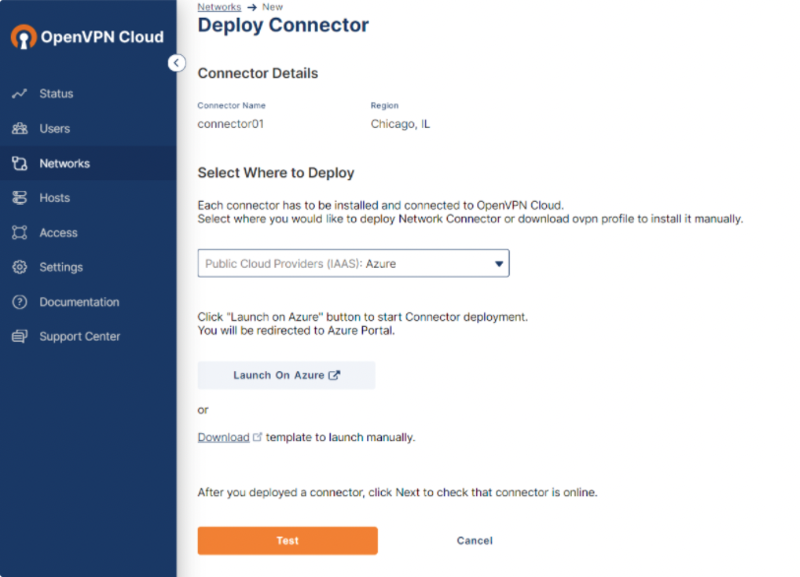 OpenVPN Cloud
Status
Users
Networks
Hosts
Access
Settings
Documentation
Support Center
Networks → New
Deploy Connector
Connector Details
Connector Name Region
connector01 Chicago, IL
Select Where to Deploy
Each connector has to be installed and connected to OpenVPN Cloud.
Select where you would like to deploy Network Connector or download ovpn profile to install it manually.
Public Cloud Providers (IAAS): Azure
Click "Launch on Azure" button to start Connector deployment.
You will be redirected to Azure Portal.
Launch On Azure
or
Download template to launch manually.
After you deployed a connector, click Next to check that connector is online.
Test Cancel